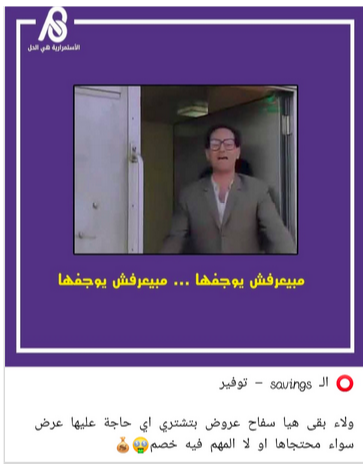 الأستمرارية هي الحل
مبيعرفش يوجفها ... مبيعرفش يوجفها
⭕ الـ savings – توفير
ولاء بقى هيا سفاح عروض بتشتري اي حاجة عليها عرض
سواء محتجاها او لا المهم فيه خصم🤑💰